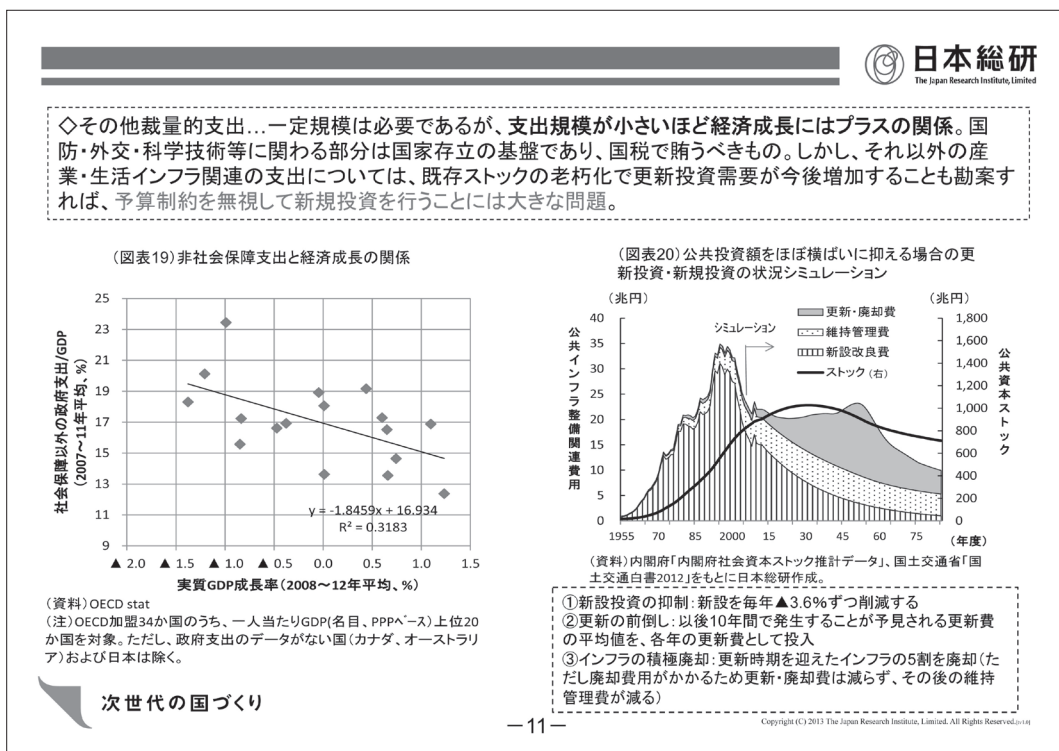 日本総研
The Japan Research Institute, Limited
◇その他裁量的支出…一定規模は必要であるが、支出規模が小さいほど経済成長にはプラスの関係。国
防・外交・科学技術等に関わる部分は国家存立の基盤であり、国税で賄うべきもの。しかし、それ以外の産
業・生活インフラ関連の支出については、既存ストックの老朽化で更新投資需要が今後増加することも勘案す
れば、予算制約を無視して新規投資を行うことには大きな問題。
（図表19）非社会保障支出と経済成長の関係
社会保障以外の政府支出/GDP
（2007～11年平均、%）
25
23
21
19
17
15
13
11
9
y = -1.8459x + 16.934
R² = 0.3183
▲ 2.0 ▲ 1.5 ▲ 1.0 ▲ 0.5 0.0 0.5 1.0 1.5
実質GDP成長率（2008～12年平均、%）
（資料）OECD stat
（注）OECD加盟34か国のうち、一人当たりGDP(名目、PPPベース）上位20
か国を対象。ただし、政府支出のデータがない国（カナダ、オーストラリ
ア）および日本は除く。
（図表20）公共投資額をほぼ横ばいに抑える場合の更
新投資・新規投資の状況シミュレーション
（兆円）
（兆円）
公共インフラ整備関連費用
40
35
30
25
20
15
10
5
0
シミュレーション
更新・廃却費
維持管理費
新設改良費
ストック（右）
1,800
1,600
1,400
1,200
1,000
800
600
400
200
0
公共資本ストック
1955 70 85 2000 15 30 45 60 75
（年度）
（資料）内閣府「内閣府社会資本ストック推計データ」、国土交通省「国
土交通白書2012」をもとに日本総研作成。
①新設投資の抑制：新設を毎年▲3.6%ずつ削減する
②更新の前倒し：以後10年間で発生することが予見される更新費
の平均値を、各年の更新費として投入
③インフラの積極廃却：更新時期を迎えたインフラの5割を廃却（た
だし廃却費用がかかるため更新・廃却費は減らず、その後の維持
管理費が減る）
次世代の国づくり
－11－
Copyright (C) 2013 The Japan Research Institute, Limited. All Rights Reserved.[v1.0]